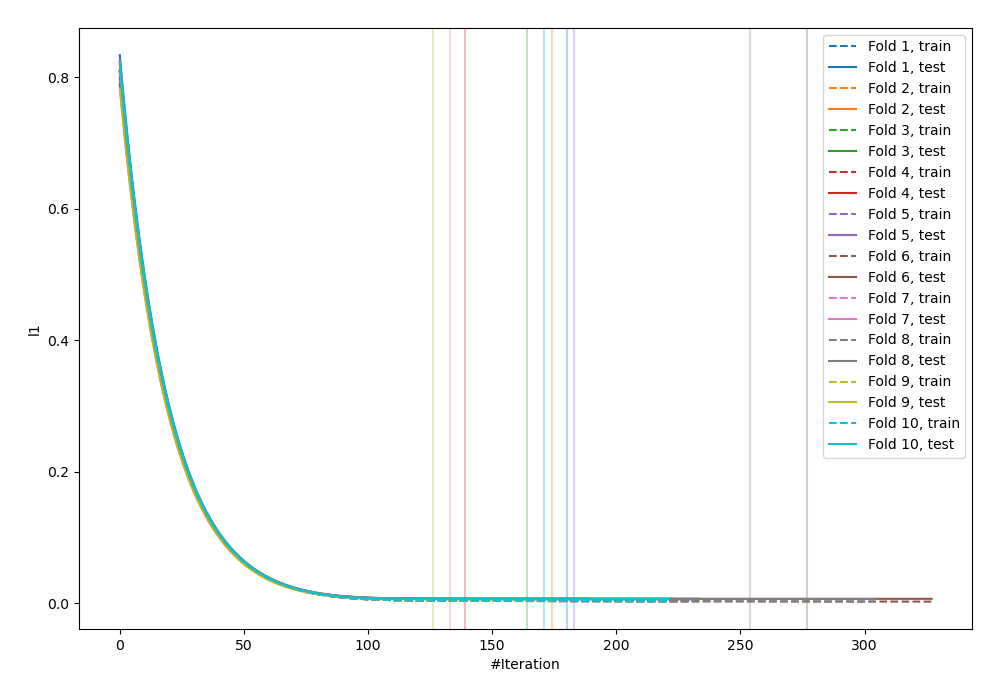 0.8
0.6
0.4
0.2
0.0
l1
0
50
100
150
200
250
300
#Iteration
Fold 1, train
Fold 1, test
Fold 2, train
Fold 2, test
Fold 3, train
Fold 3, test
Fold 4, train
Fold 4, test
Fold 5, train
Fold 5, test
Fold 6, train
Fold 6, test
Fold 7, train
Fold 7, test
Fold 8, train
Fold 8, test
Fold 9, train
Fold 9, test
Fold 10, train
Fold 10, test